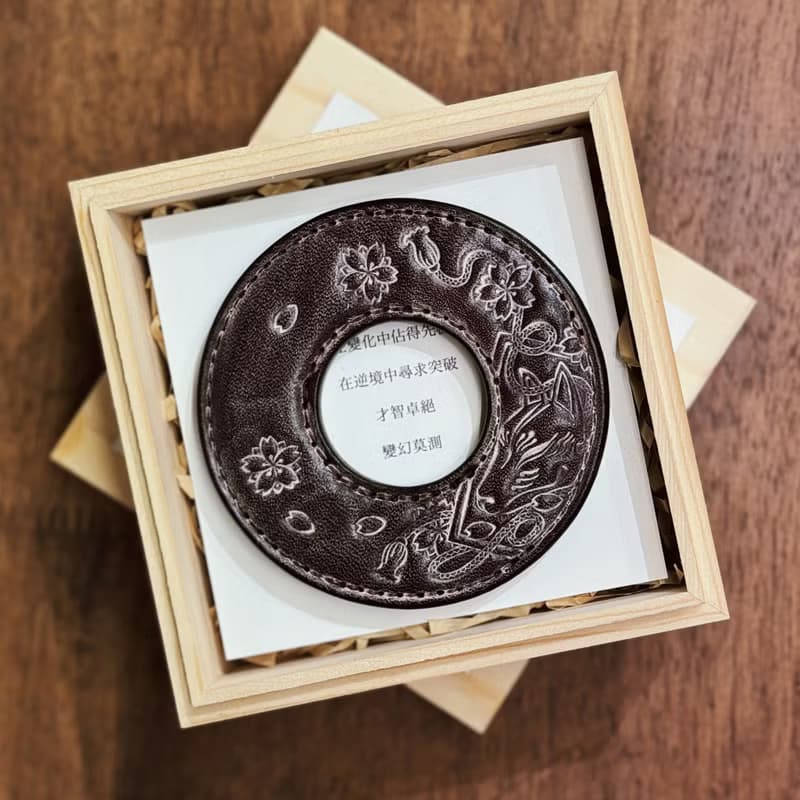 變化中佔得先
在逆境中尋求突破
才智卓絕
變幻莫測